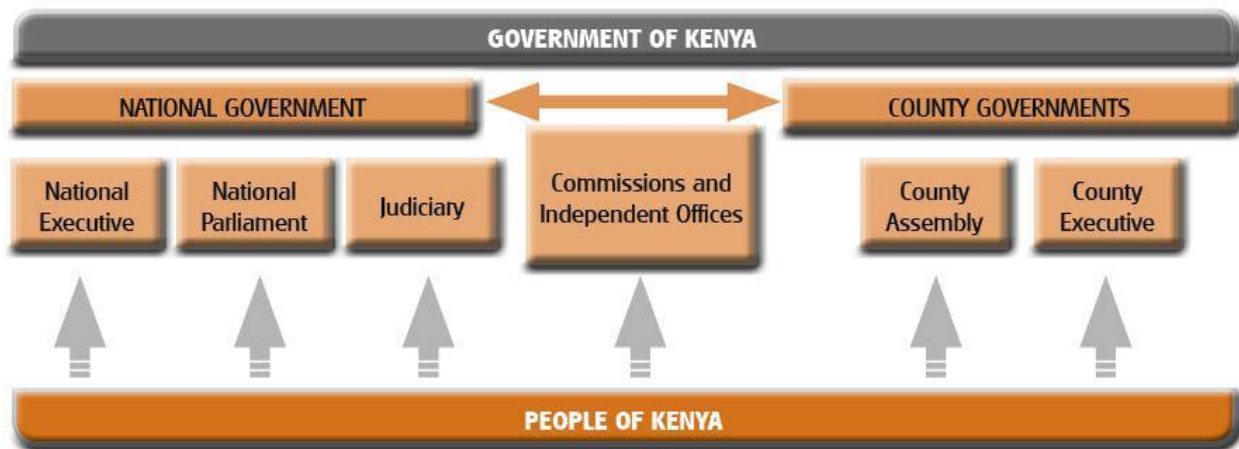 GOVERNMENT OF KENYA
NATIONAL GOVERNMENT
COUNTY GOVERNMENTS
National
Executive
National
Parliament
Judiciary
Commissions and
Independent Offices
County
Assembly
County
Executive
PEOPLE OF KENYA